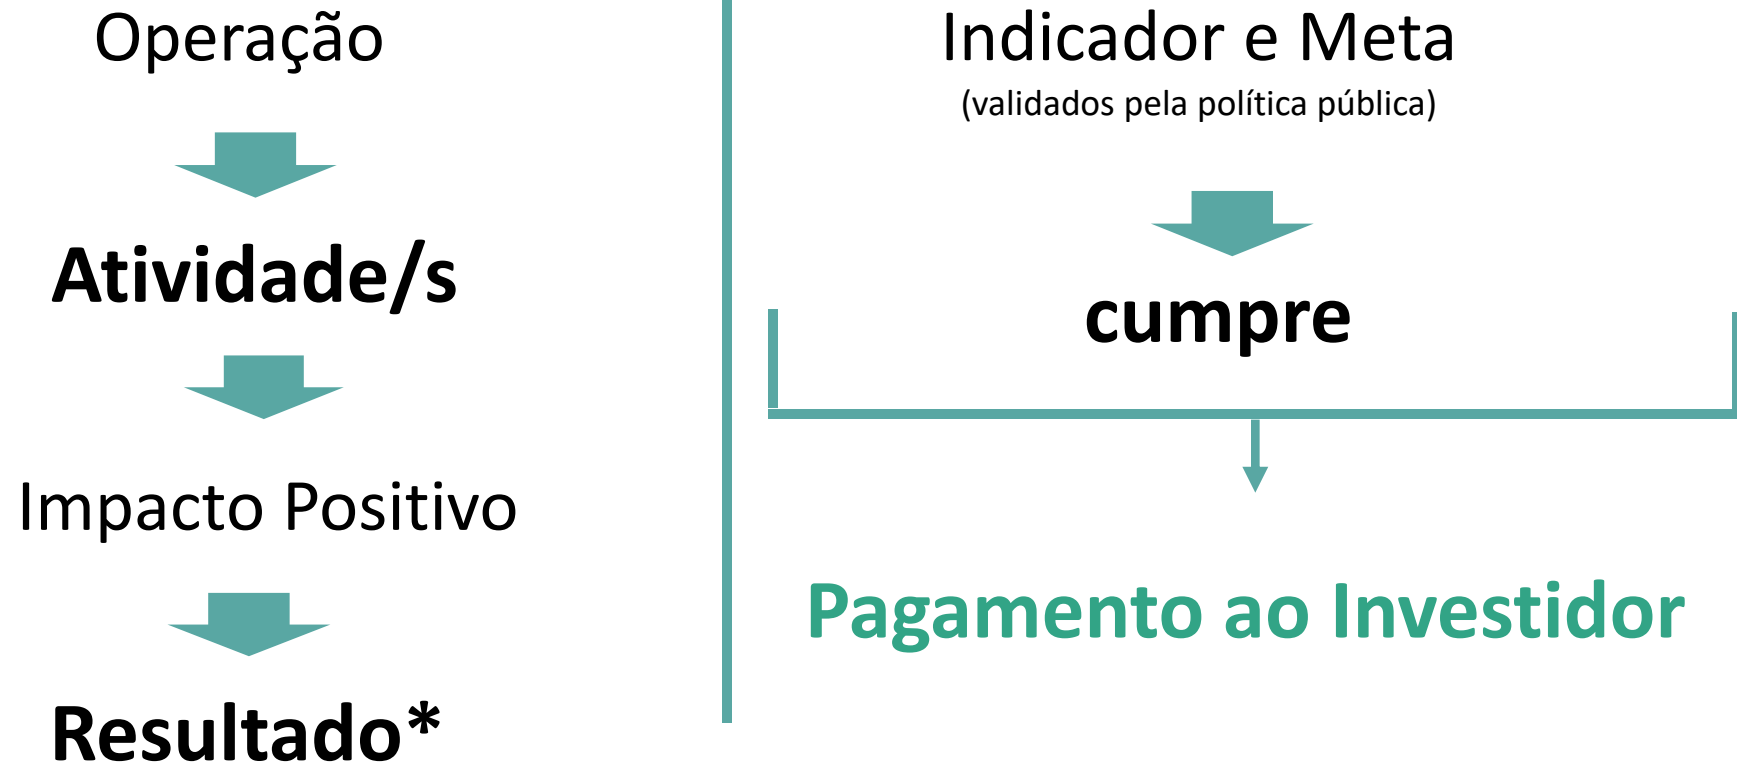 Operação
Atividade/s
Impacto Positivo
Resultado*
Indicador e Meta
(validados pela política pública)
cumpre
Pagamento ao Investidor